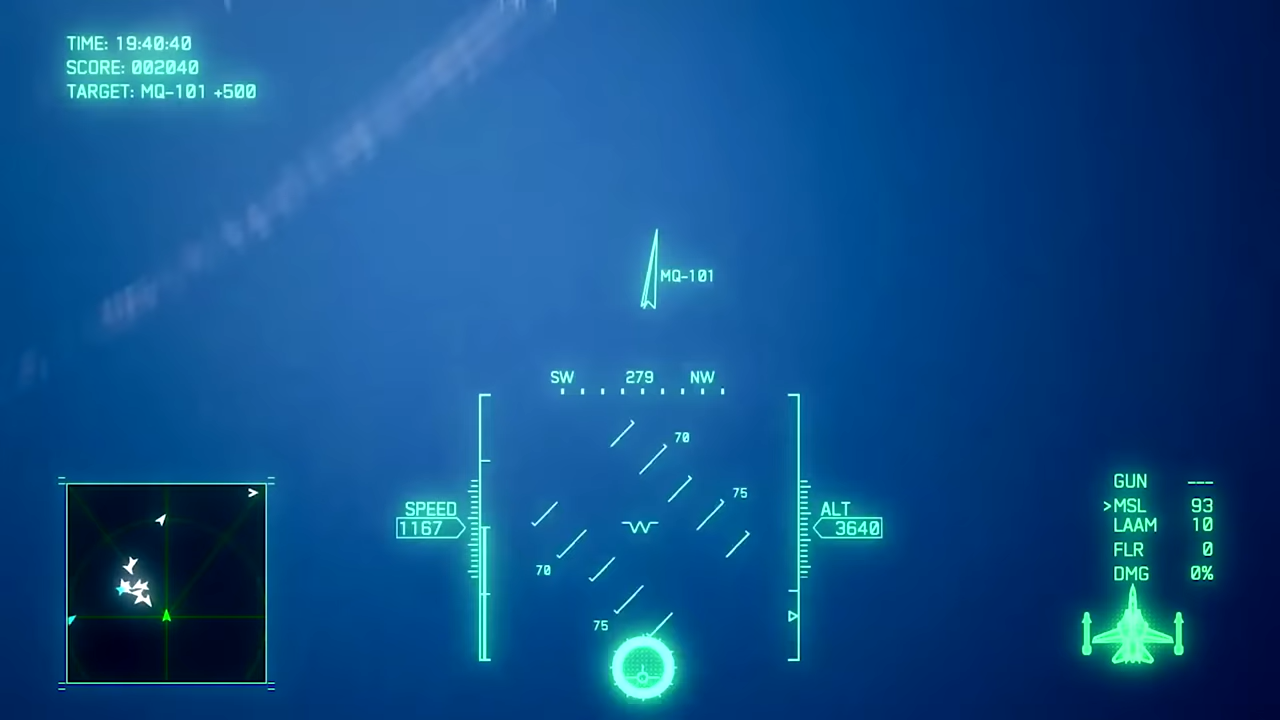 TIME: 19:40:40
SCORE: 002040
TARGET: MQ-101 +500
MQ-101
SW 279 NW
70
75
SPEED
1167
ALT
3640
70
75
GUN ---
>MSL 93
LAAM 10
FLR 0
DMG 0%